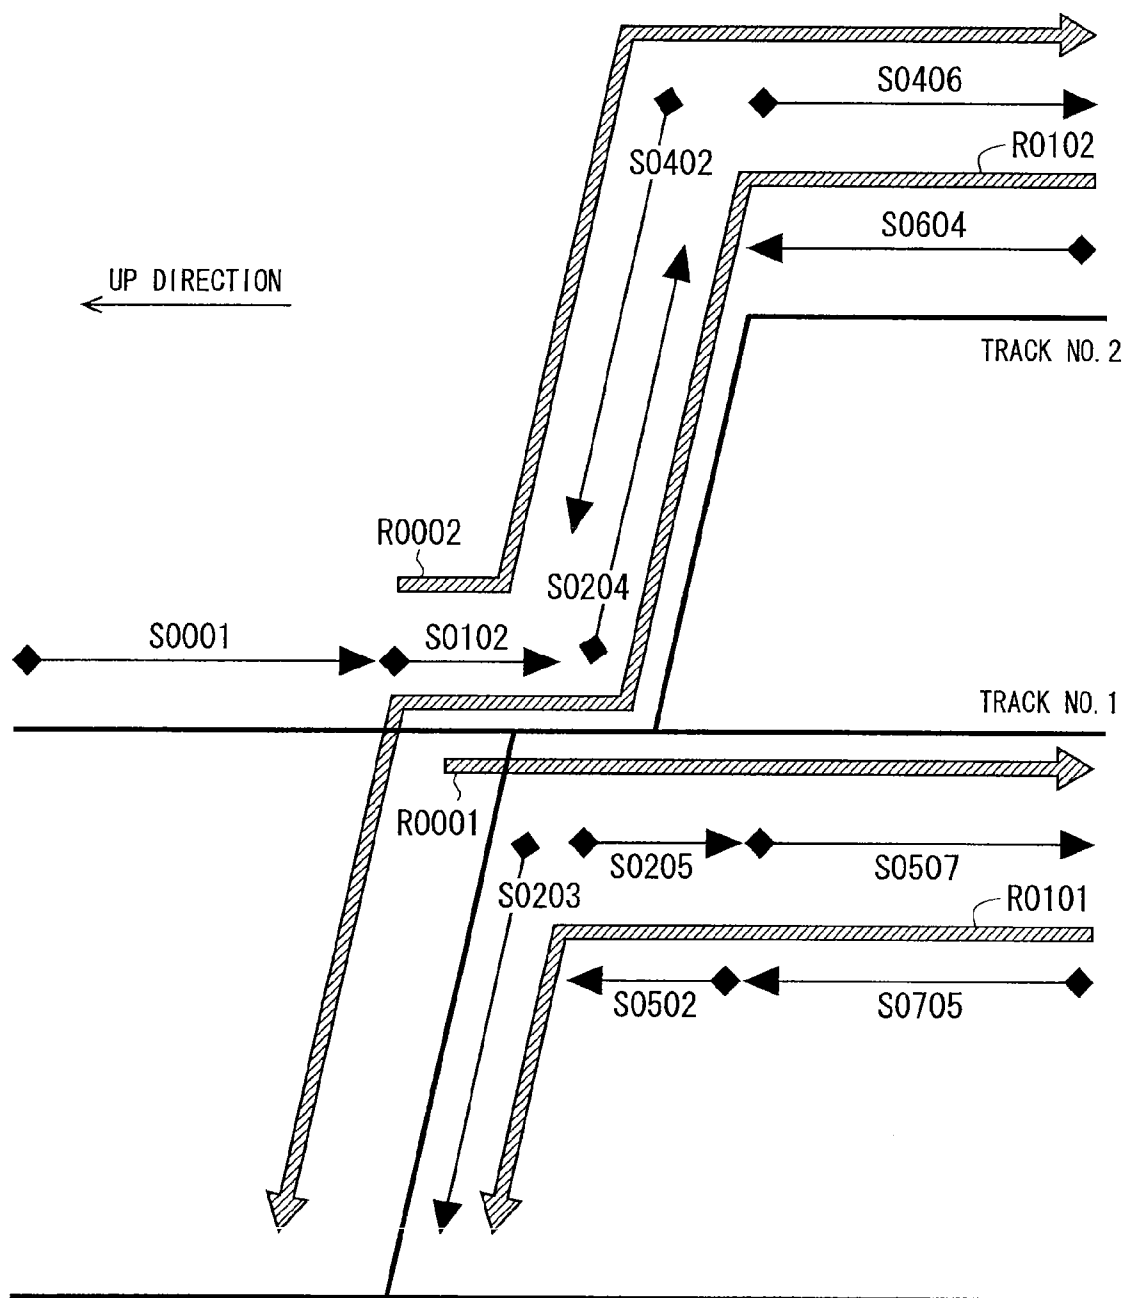 S0406
R0102
S0402
S0604
UP DIRECTION
TRACK NO. 2
R0002
S0204
S0001
S0102
TRACK NO. 1
R0001
S0205
S0507
S0203
R0101
S0502
S0705